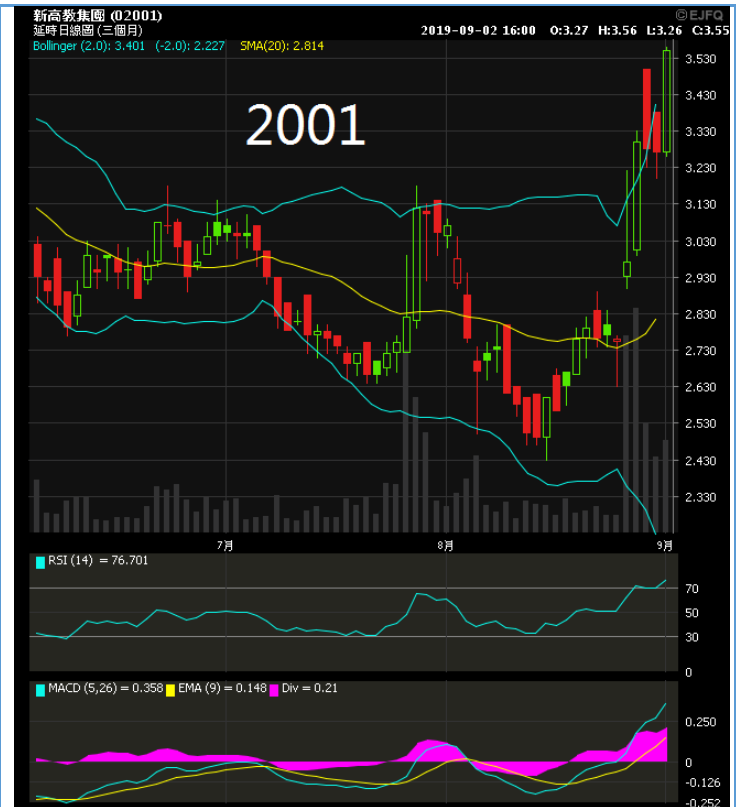 新高教集團 (02001)
©EJFQ
延時日線圖 (三個月)
2019-09-02 16:00 O:3.27 H:3.56 L:3.26 C:3.55
Bollinger (2.0): 3.401 (-2.0): 2.227 SMA(20): 2.814
2001
3.530
3.430
3.330
3.230
3.130
3.030
2.930
2.830
2.730
2.630
2.530
2.430
2.330
7月 8月 9月
RSI (14) = 76.701
70
50
30
0
MACD (5,26) = 0.358 EMA (9) = 0.148 Div = 0.21
0.250
0
-0.126
-0.252